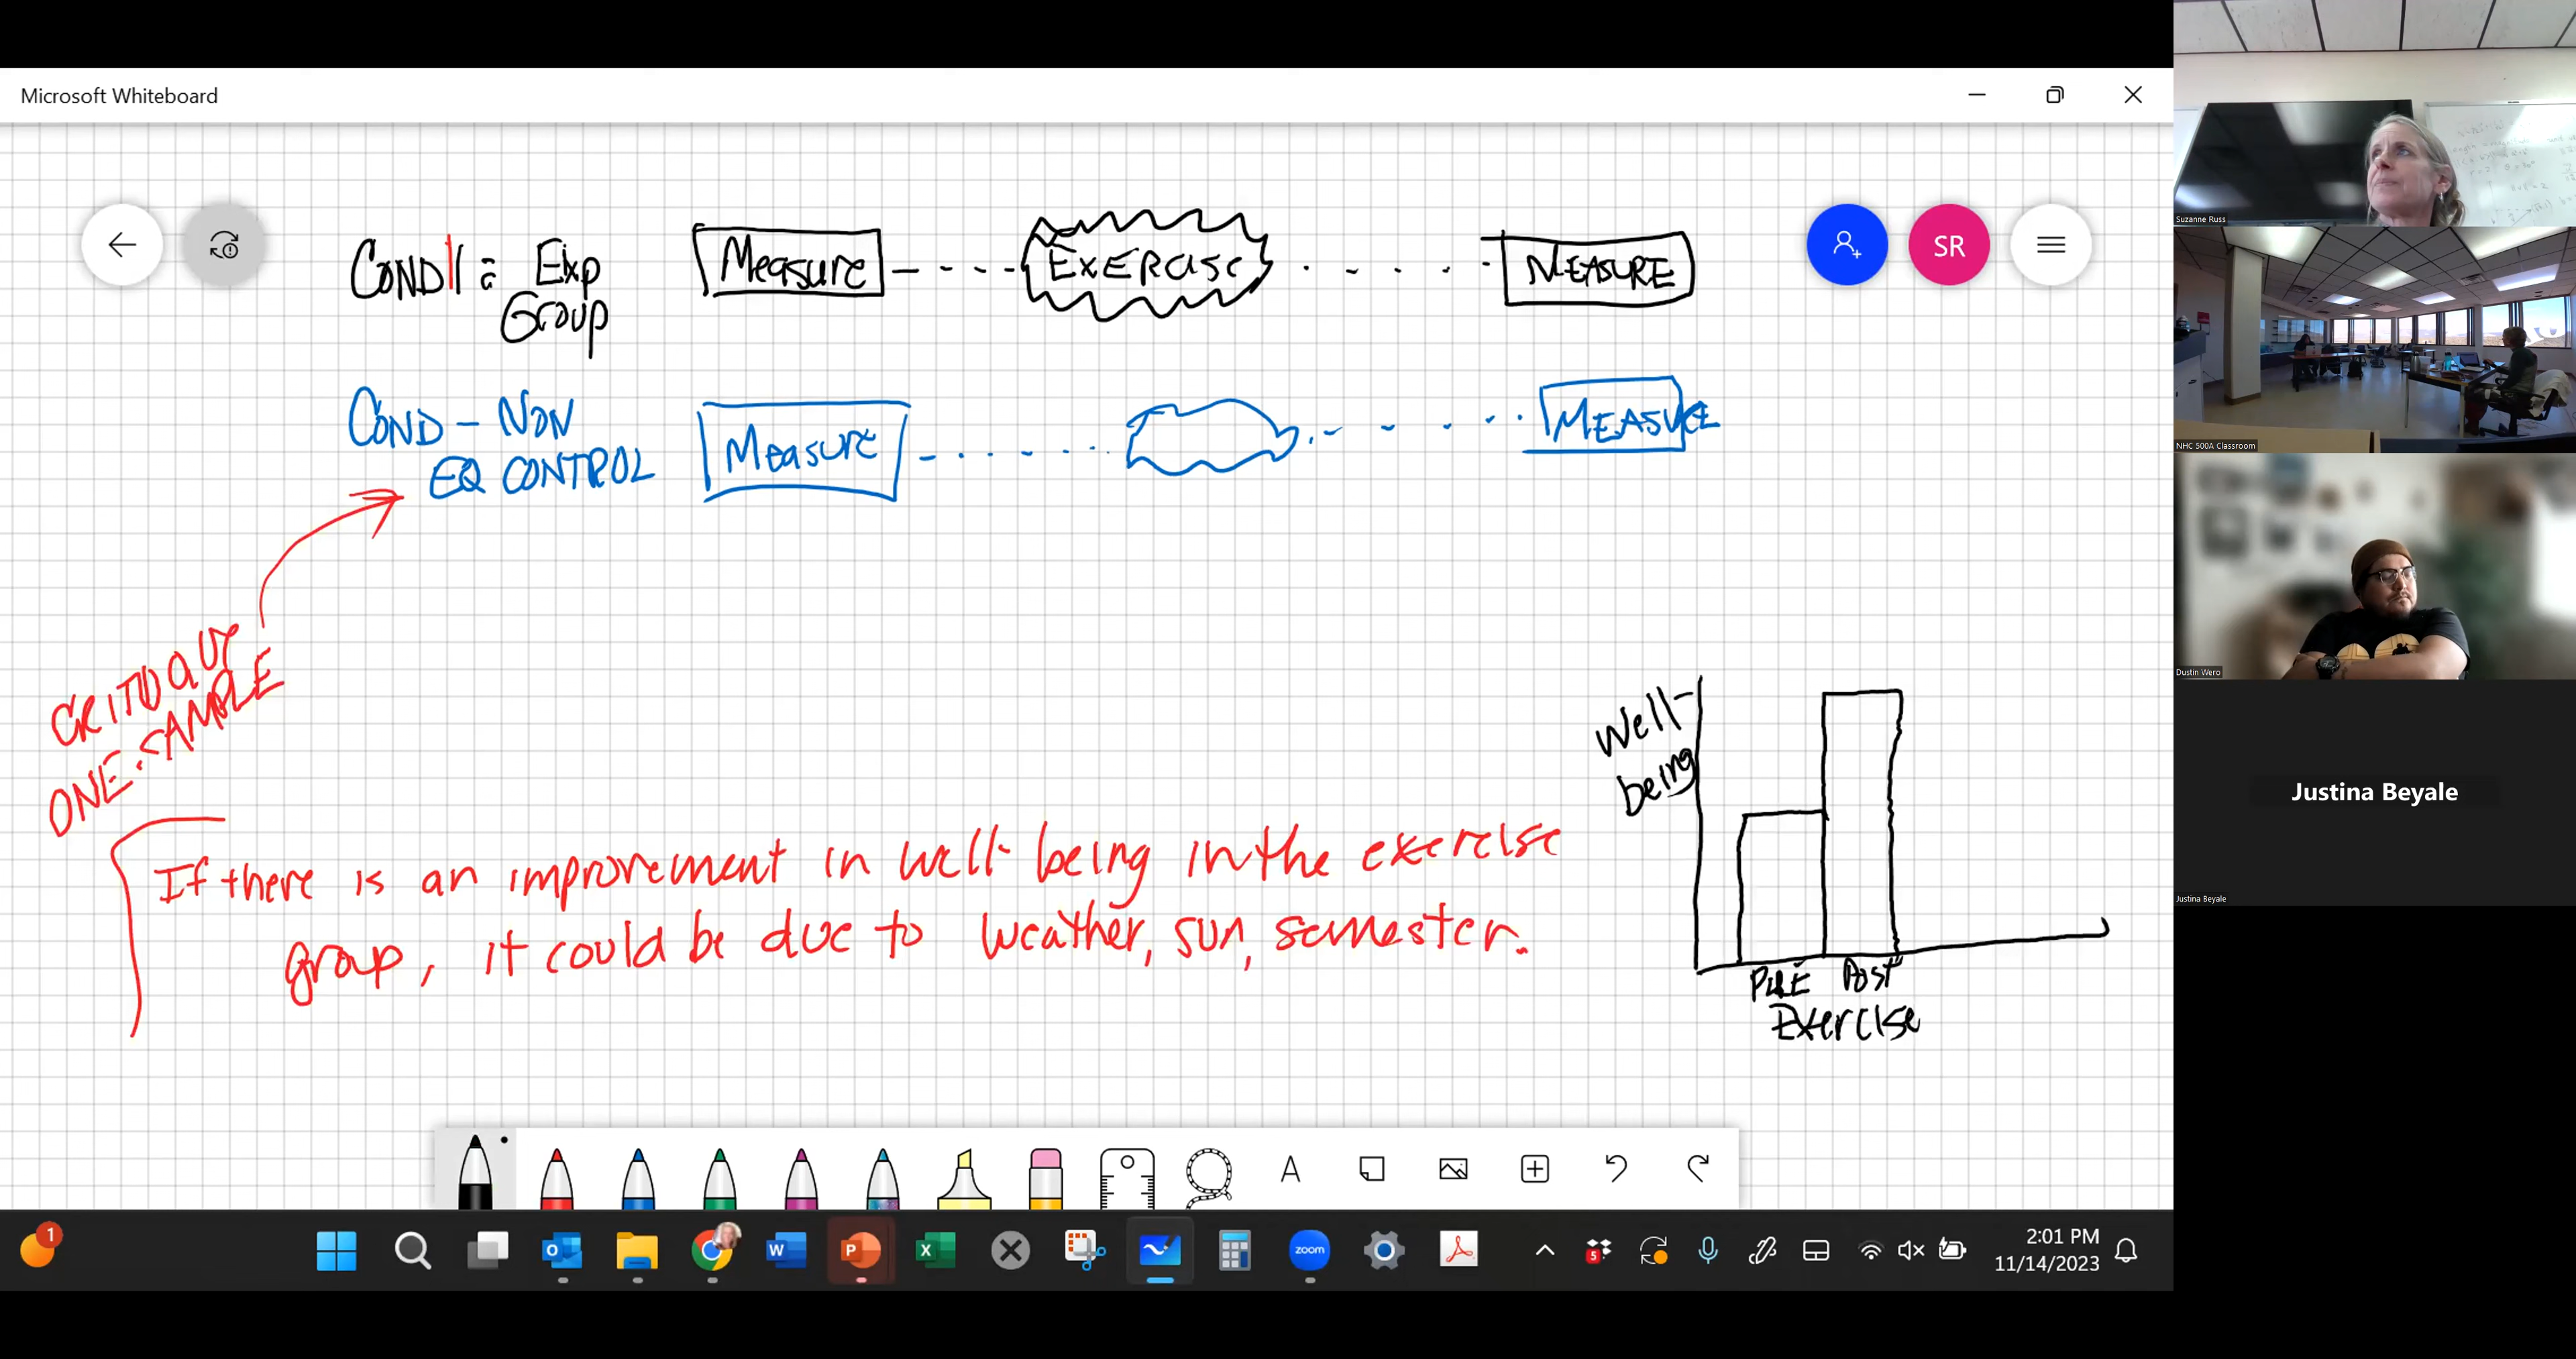 Microsoft Whiteboard
SR
COND 1 : Exp
Group
Measure
EXERCISE
MEASURE
COND - NON
EQ CONTROL
Measure
MEASURE
CRITIQUE
ONE-SAMPLE
If there is an improvement in well-being in the exercise
group, it could be due to weather, sun, semester.
Well-
being
PRE Post
Exercise
A
1
zoom
5
2:01 PM
11/14/2023
Suzanne Russ
NHC 500A Classroom
Dustin Wero
Justina Beyale
Justina Beyale